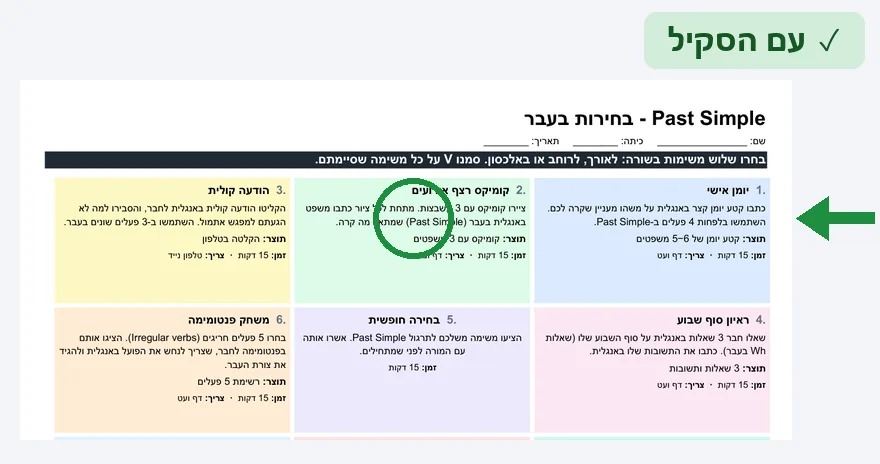 ✓ עם הסקיל
Past Simple - בחירות בעבר
שם: ________ כיתה: ________ תאריך: ________
בחרו שלוש משימות בשורה: לאורך, לרוחב או באלכסון. סמנו V על כל משימה שסיימתם.
1. יומן אישי
כתבו קטע יומן קצר באנגלית על משהו מעניין שקרה לכם.
השתמשו בלפחות 4 פעלים ב-Past Simple.
תוצר: קטע יומן של 5–6 משפטים
זמן: 15 דקות · צריך: דף ועט
2. קומיקס רצף אירועים
ציירו קומיקס עם 3 משבצות. מתחת לכל ציור כתבו משפט
באנגלית בעבר (Past Simple) שמתאר מה קרה.
תוצר: קומיקס עם 3 משפטים
זמן: 15 דקות · צריך: דף
3. הודעה קולית
הקליטו הודעה קולית באנגלית לחבר, והסבירו למה לא
הגעתם למפגש אתמול. השתמשו ב-3 פעלים שונים בעבר.
תוצר: הקלטה בטלפון
זמן: 15 דקות · צריך: טלפון נייד
4. ראיון סוף שבוע
שאלו חבר 3 שאלות באנגלית על סוף השבוע שלו (שאלות
Wh בעבר). כתבו את התשובות שלו באנגלית.
תוצר: 3 שאלות ותשובות
זמן: 15 דקות · צריך: דף ועט
5. בחירה חופשית
הציעו משימה משלכם לתרגול Past Simple. אשרו אותה
עם המורה לפני שמתחילים.
זמן: 15 דקות
6. משחק פנטומימה
בחרו 5 פעלים חריגים (Irregular verbs). הציגו אותם
בפנטומימה לחבר, שצריך לנחש את הפועל באנגלית ולהגיד
את צורת העבר.
תוצר: רשימת 5 פעלים
זמן: 15 דקות · צריך: דף ועט